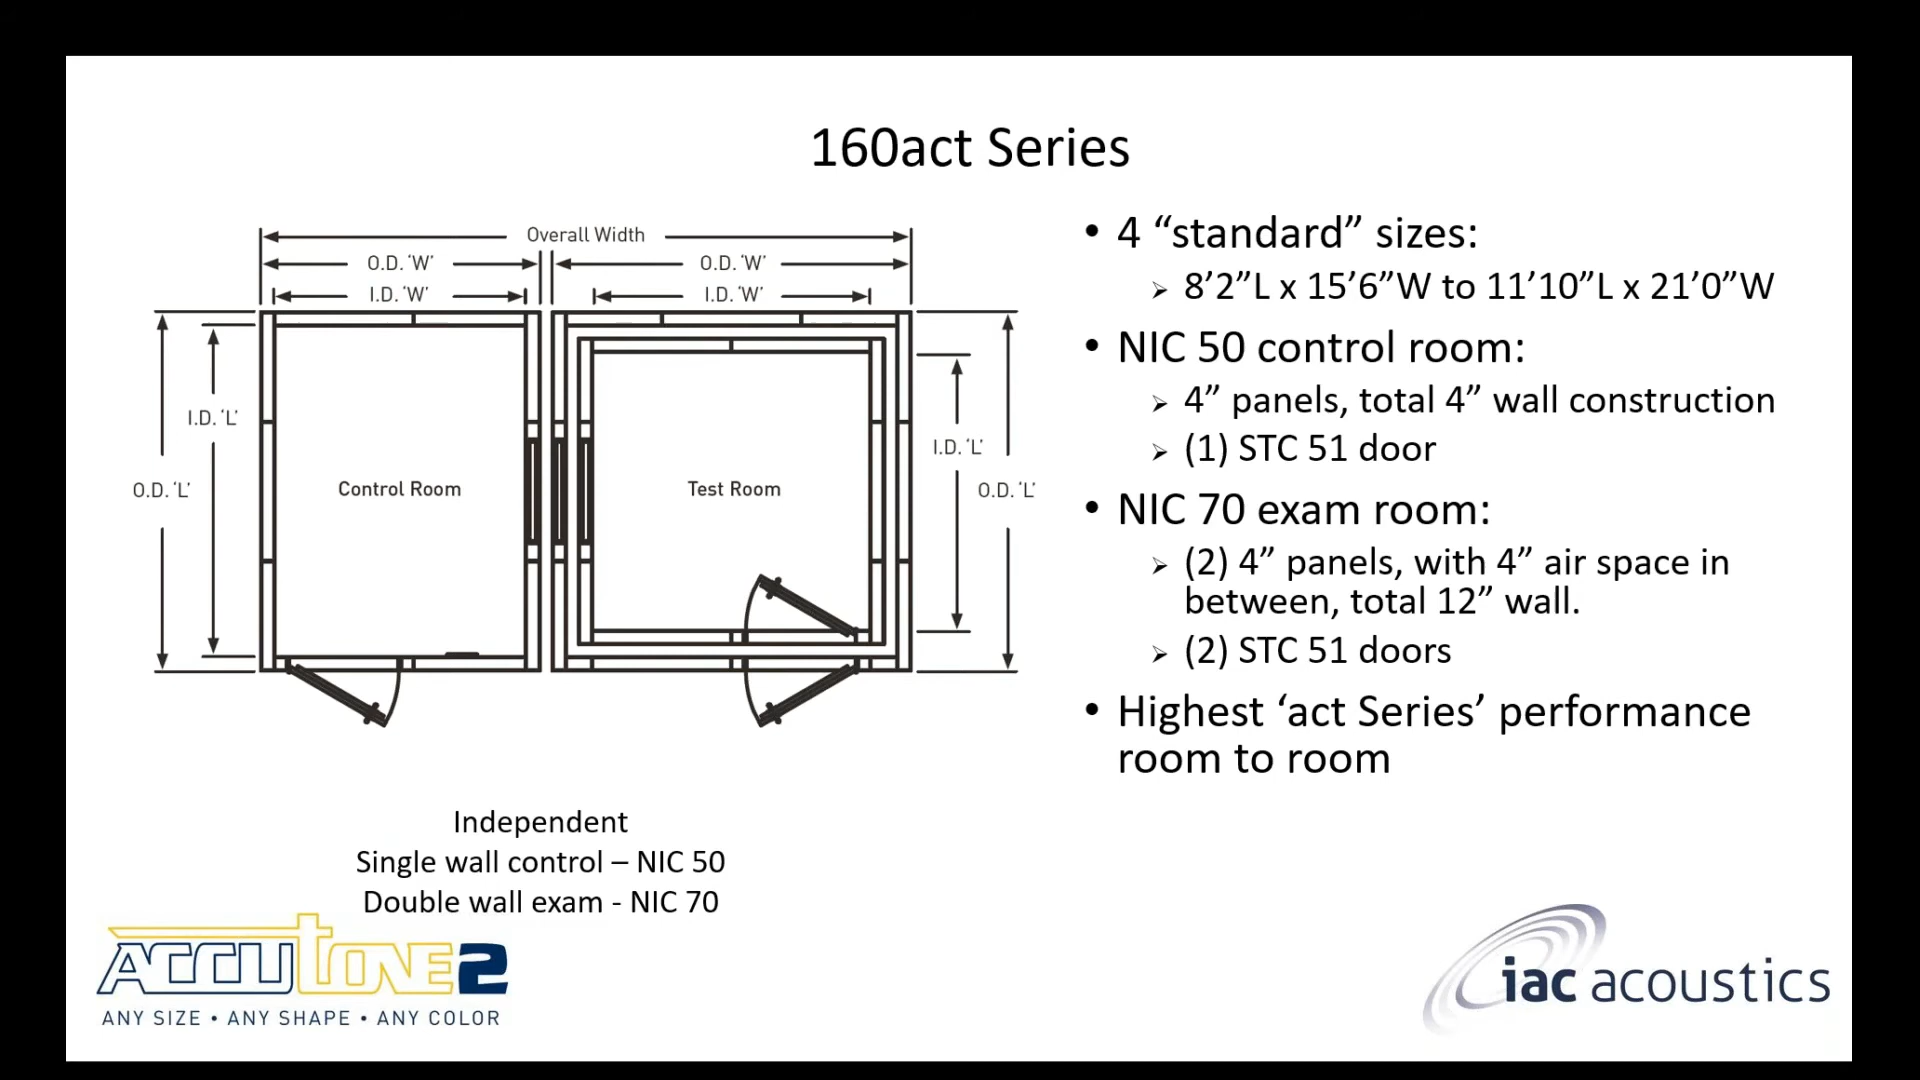 160act Series
Overall Width
O.D. ‘W’
O.D. ‘W’
I.D. ‘W’
I.D. ‘W’
I.D. ‘L’
O.D. ‘L’
Control Room
Test Room
I.D. ‘L’
O.D. ‘L’
Independent
Single wall control – NIC 50
Double wall exam - NIC 70
• 4 “standard” sizes:
➢ 8’2”L x 15’6”W to 11’10”L x 21’0”W
• NIC 50 control room:
➢ 4” panels, total 4” wall construction
➢ (1) STC 51 door
• NIC 70 exam room:
➢ (2) 4” panels, with 4” air space in
between, total 12” wall.
➢ (2) STC 51 doors
• Highest ‘act Series’ performance
room to room
ACCUTONE2
ANY SIZE • ANY SHAPE • ANY COLOR
iac acoustics